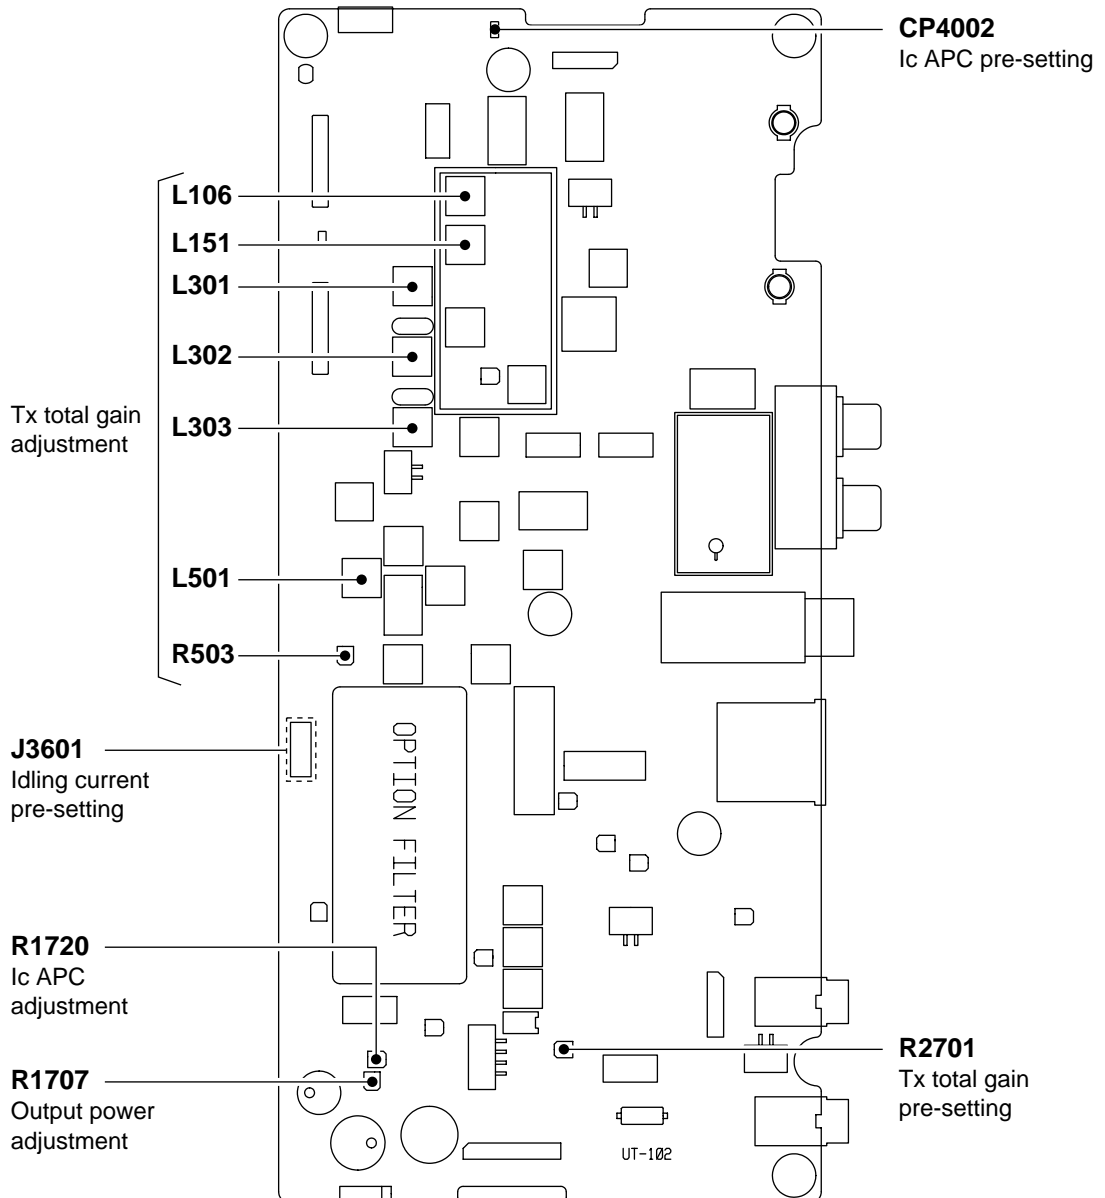 CP4002
Ic APC pre-setting
L106
L151
L301
L302
Tx total gain
adjustment
L303
L501
R503
J3601
Idling current
pre-setting
OPTION FILTER
R1720
Ic APC
adjustment
R1707
Output power
adjustment
R2701
Tx total gain
pre-setting
UT-102